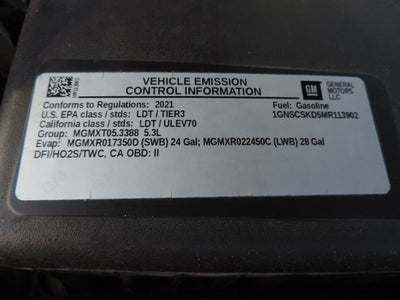 VEHICLE EMISSION
CONTROL INFORMATION
GM
GENERAL
MOTORS
LLC
Conforms to Regulations: 2021
Fuel: Gasoline
U.S. EPA class / stds: LDT / TIER3
1GNSCSKD5MR113902
California class / stds: LDT / ULEV70
Group: MGMXT05.3388 5.3L
Evap: MGMXR017350D (SWB) 24 Gal; MGMXR022450C (LWB) 28 Gal
DFI/HO2S/TWC, CA OBD: II